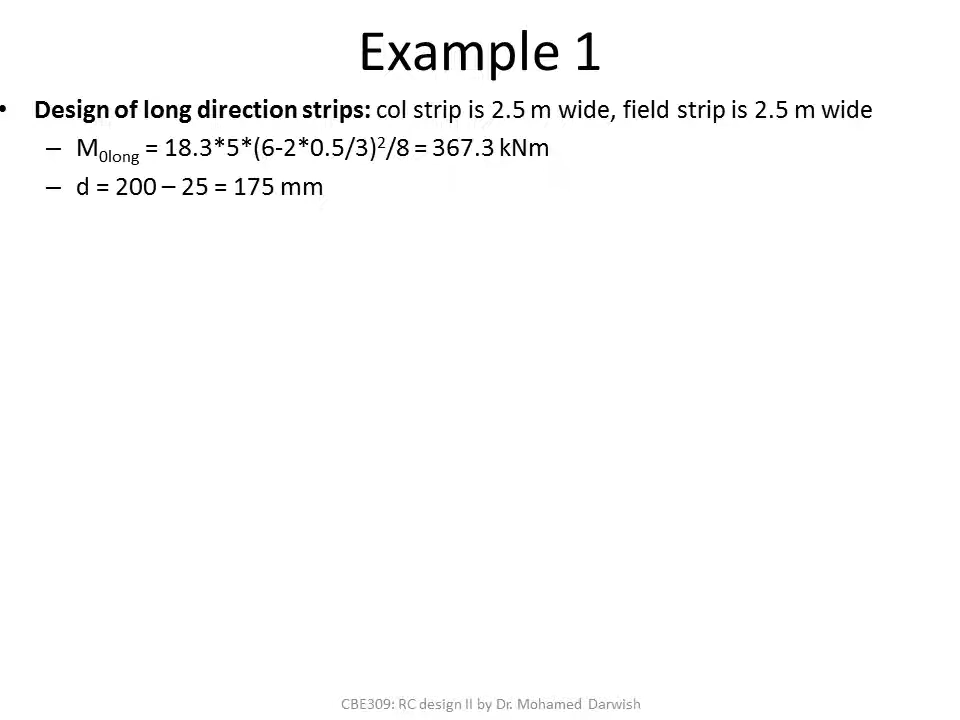 Example 1
• Design of long direction strips: col strip is 2.5 m wide, field strip is 2.5 m wide
– M0long = 18.3*5*(6-2*0.5/3)2/8 = 367.3 kNm
– d = 200 – 25 = 175 mm
CBE309: RC design II by Dr. Mohamed Darwish